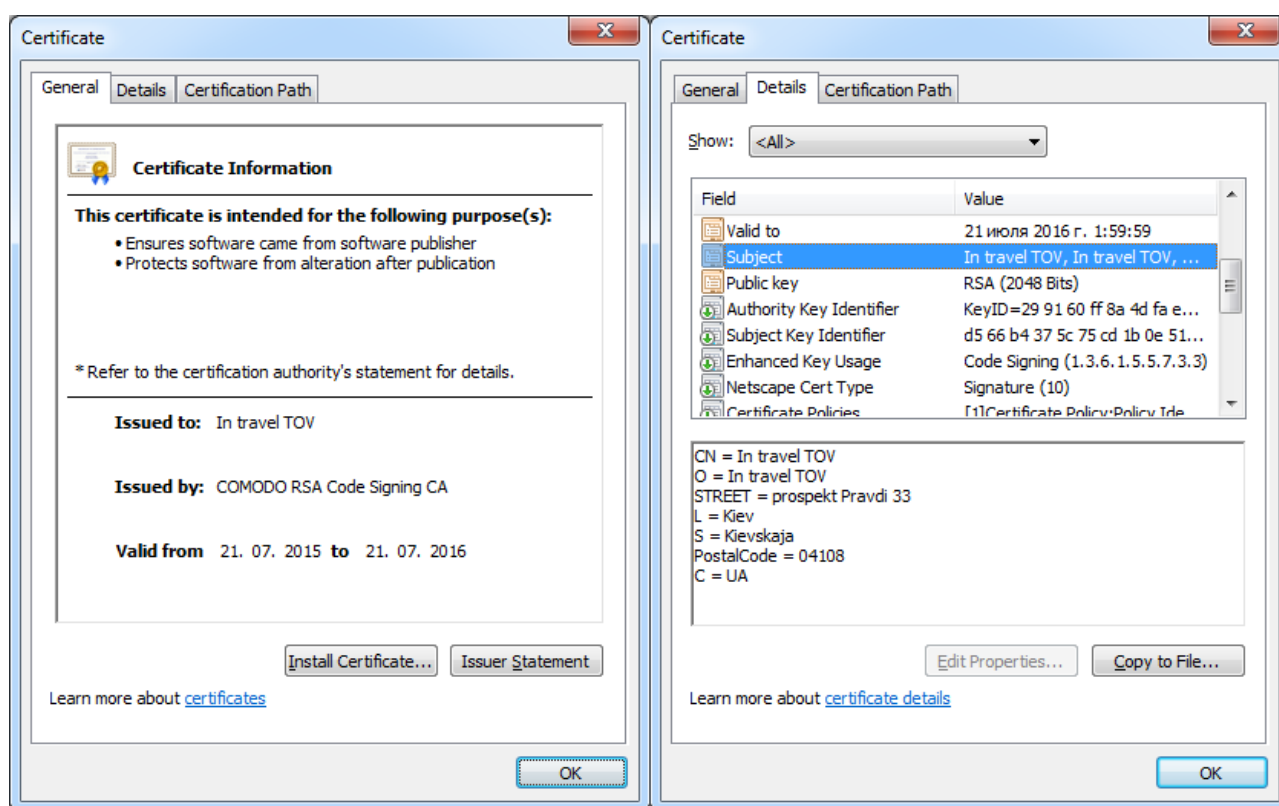 Certificate
General Details Certification Path
Certificate Information
This certificate is intended for the following purpose(s):
• Ensures software came from software publisher
• Protects software from alteration after publication
* Refer to the certification authority's statement for details.
Issued to: In travel TOV
Issued by: COMODO RSA Code Signing CA
Valid from 21. 07. 2015 to 21. 07. 2016
Install Certificate... Issuer Statement
Learn more about certificates
OK
Certificate
General Details Certification Path
Show: <All>
Field Value
Valid to 21 июля 2016 г. 1:59:59
Subject In travel TOV, In travel TOV, ...
Public key RSA (2048 Bits)
Authority Key Identifier KeyID=29 91 60 ff 8a 4d fa e...
Subject Key Identifier d5 66 b4 37 5c 75 cd 1b 0e 51...
Enhanced Key Usage Code Signing (1.3.6.1.5.5.7.3.3)
Netscape Cert Type Signature (10)
Certificate Policies [1]Certificate Policy:Policy Ide
CN = In travel TOV
O = In travel TOV
STREET = prospekt Pravdi 33
L = Kiev
S = Kievskaja
PostalCode = 04108
C = UA
Edit Properties... Copy to File...
Learn more about certificate details
OK